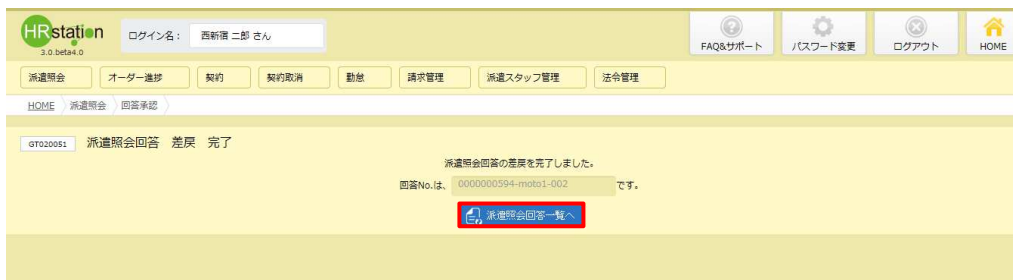 HRstation
3.0.beta4.0
ログイン名： 西新宿 二郎 さん
FAQ&サポート パスワード変更 ログアウト HOME
派遣照会 オーダー進捗 契約 契約取消 勤怠 請求管理 派遣スタッフ管理 法令管理
HOME 派遣照会 回答承認
GT020051 派遣照会回答 差戻 完了
派遣照会回答の差戻を完了しました。
回答No.は、 0000000594-moto1-002 です。
派遣照会回答一覧へ